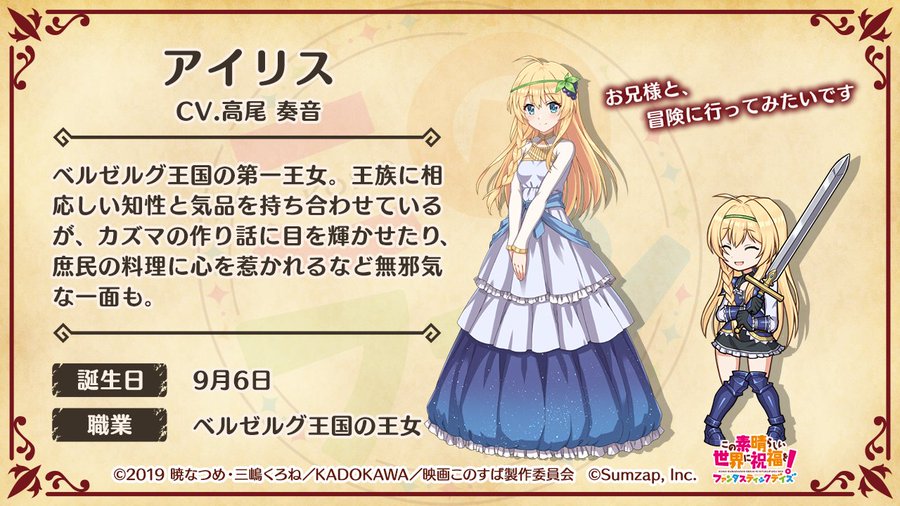 アイリス
CV.高尾 奏音
ベルゼルグ王国の第一王女。王族に相
応しい知性と気品を持ち合わせている
が、カズマの作り話に目を輝かせたり、
庶民の料理に心を惹かれるなど無邪気
な一面も。
誕生日 9月6日
職業 ベルゼルグ王国の王女
お兄様と、
冒険に行ってみたいです
この素晴らしい
世界に祝福を!
ファンタスティックデイズ
©2019 暁なつめ・三嶋くろね／KADOKAWA／映画このすば製作委員会 ©Sumzap, Inc.